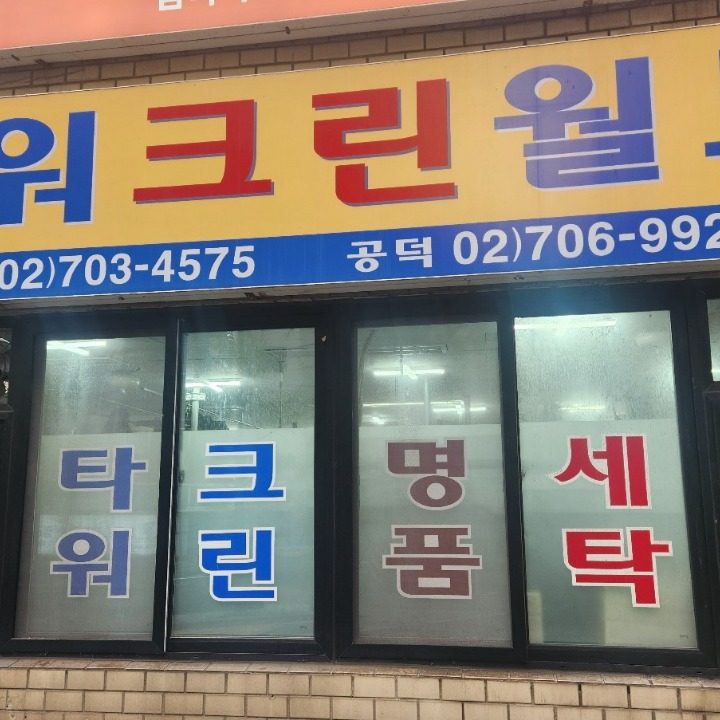 워크린월
02)703-4575 공덕 02)706-992
타 크 명 세
워 린 품 탁